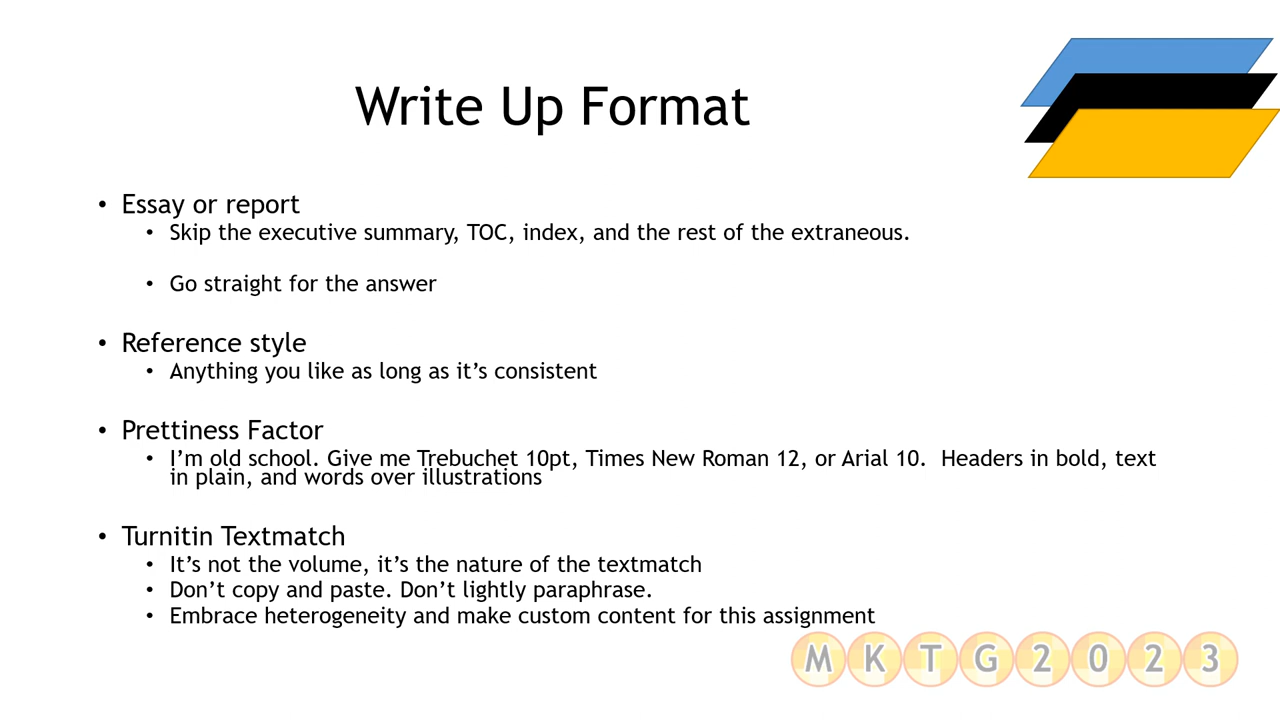 Write Up Format
• Essay or report
• Skip the executive summary, TOC, index, and the rest of the extraneous.
• Go straight for the answer
• Reference style
• Anything you like as long as it’s consistent
• Prettiness Factor
• I’m old school. Give me Trebuchet 10pt, Times New Roman 12, or Arial 10.  Headers in bold, text
in plain, and words over illustrations
• Turnitin Textmatch
• It’s not the volume, it’s the nature of the textmatch
• Don’t copy and paste. Don’t lightly paraphrase.
• Embrace heterogeneity and make custom content for this assignment
MKTG2023